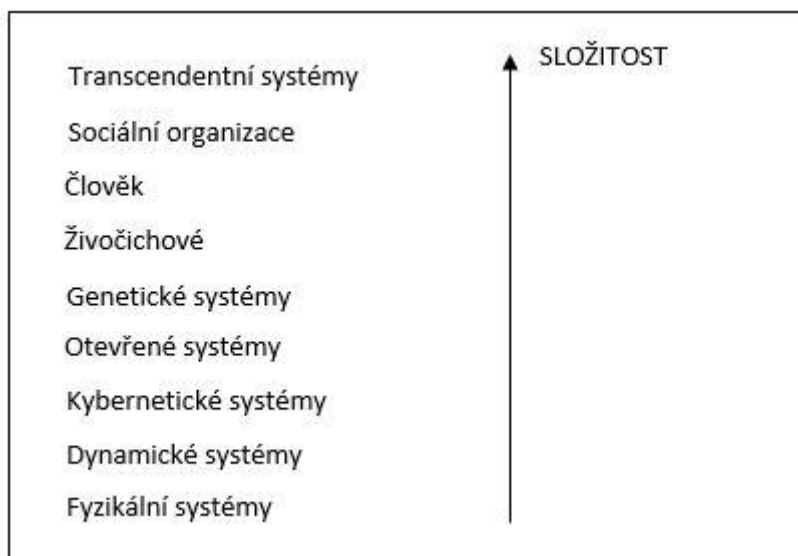 SLOŽITOST
Transcendentní systémy
Sociální organizace
Člověk
Živočichové
Genetické systémy
Otevřené systémy
Kybernetické systémy
Dynamické systémy
Fyzikální systémy